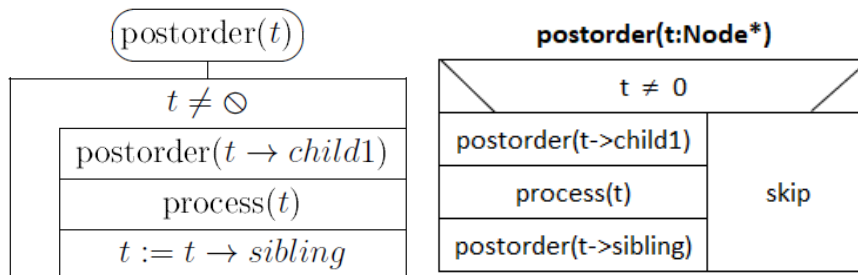 postorder(t)
t ≠ ⦸
postorder(t → child1)
process(t)
t := t → sibling
postorder(t:Node*)
t ≠ 0
postorder(t->child1)
process(t)
postorder(t->sibling)
skip